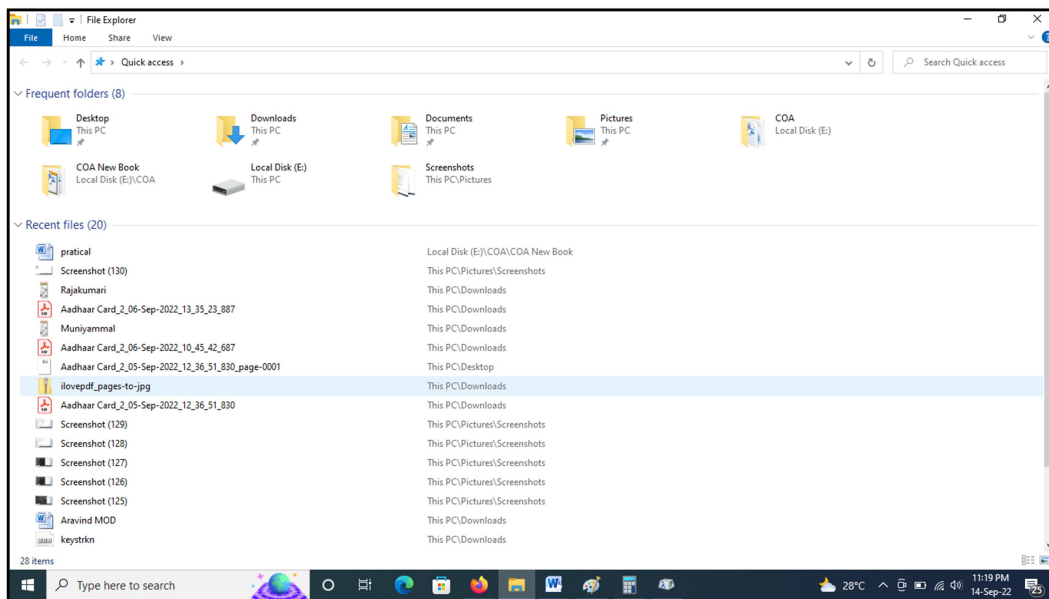 File Explorer
File Home Share View
Quick access Search Quick access
Frequent folders (8)
Desktop
This PC
Downloads
This PC
Documents
This PC
Pictures
This PC
COA
Local Disk (E:)
COA New Book
Local Disk (E:)\COA
Local Disk (E:)
This PC
Screenshots
This PC\Pictures
Recent files (20)
pratical Local Disk (E:)\COA\COA New Book
Screenshot (130) This PC\Pictures\Screenshots
Rajakumari This PC\Downloads
Aadhaar Card_2_06-Sep-2022_13_35_23_887 This PC\Downloads
Muniyammal This PC\Downloads
Aadhaar Card_2_06-Sep-2022_10_45_42_687 This PC\Downloads
Aadhaar Card_2_05-Sep-2022_12_36_51_830_page-0001 This PC\Desktop
ilovepdf_pages-to-jpg This PC\Downloads
Aadhaar Card_2_05-Sep-2022_12_36_51_830 This PC\Downloads
Screenshot (129) This PC\Pictures\Screenshots
Screenshot (128) This PC\Pictures\Screenshots
Screenshot (127) This PC\Pictures\Screenshots
Screenshot (126) This PC\Pictures\Screenshots
Screenshot (125) This PC\Pictures\Screenshots
Aravind MOD This PC\Downloads
keystrkn This PC\Downloads
28 items
Type here to search 28°C 11:19 PM
14-Sep-22 25